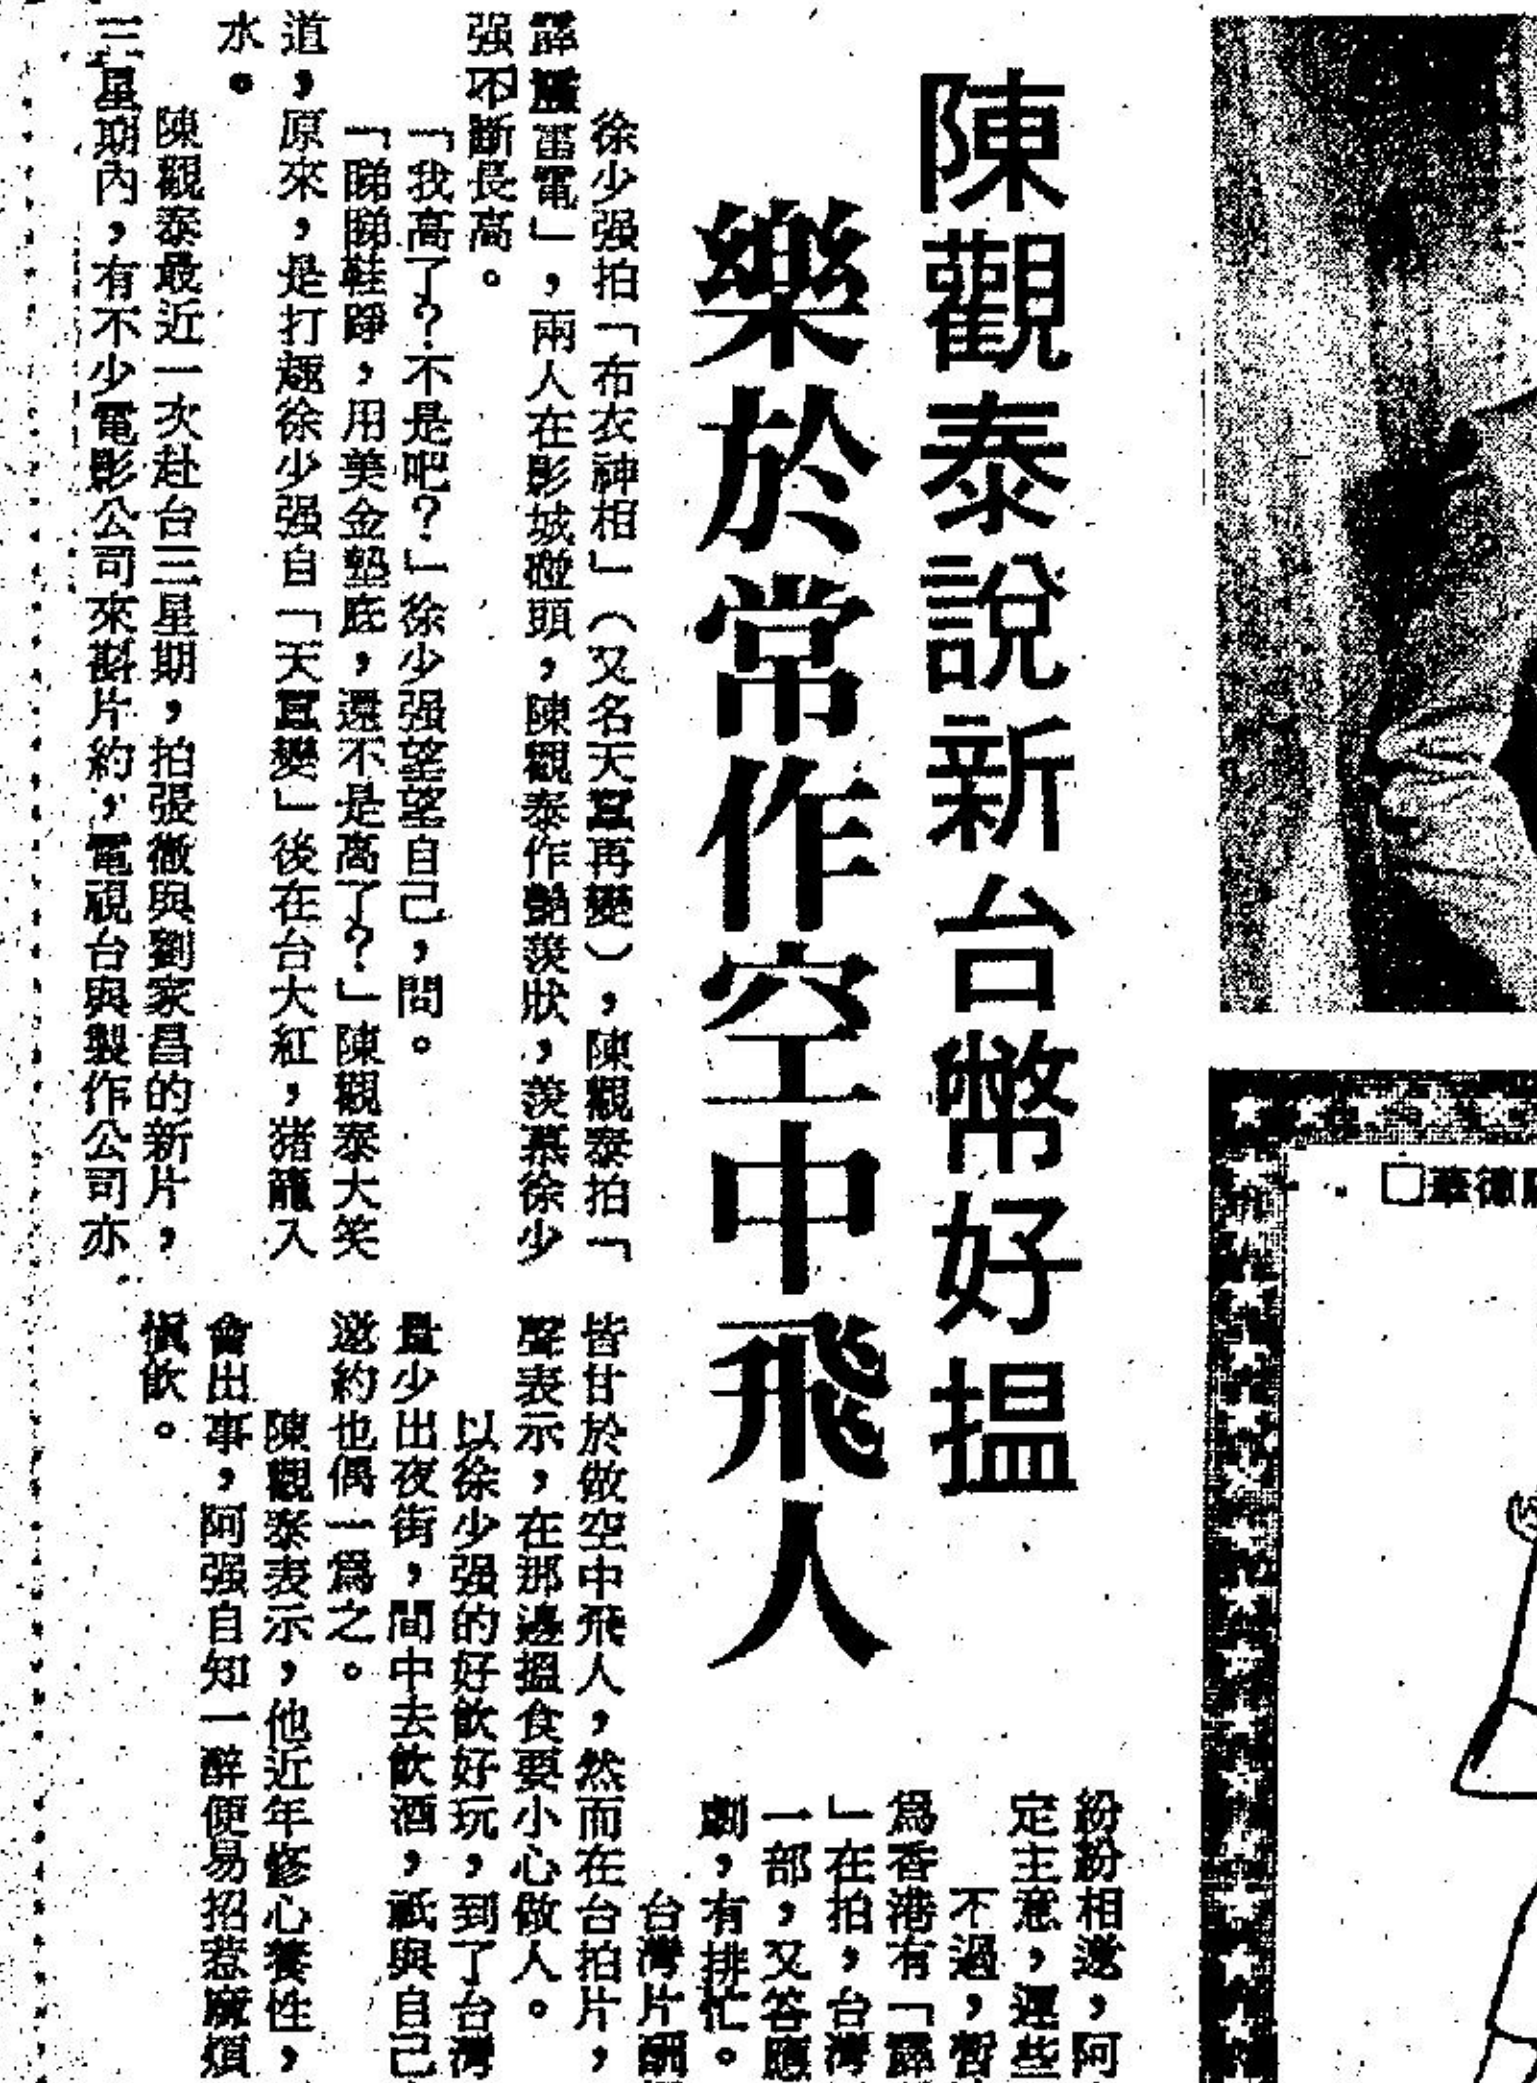 陳觀泰說新台幣好搵
樂於常作空中飛人
徐少强拍「布衣神相」（又名天蠶再變），陳觀泰拍「
霹靂雷電」，兩人在影城碰頭，陳觀泰作艷羨狀，羨慕徐少
强不斷長高。
「我高了？不是吧？」徐少强望望自己，問。
「睇睇鞋踭，用美金墊底，還不是高了？」陳觀泰大笑
道，原來，是打趣徐少强自「天蠶變」後在台大紅，豬籠入
水。
陳觀泰最近一次赴台三星期，拍張徹與劉家昌的新片，
三星期內，有不少電影公司來斟片約，電視台與製作公司亦
紛紛相邀，阿
定主意，遲些
不過，暫
爲香港有「霹
」在拍，台灣
一部，又答應
劇，有排忙。
台灣片酬
皆甘於做空中飛人，然而在台拍片，
聲表示，在那邊搵食要小心做人。
以徐少强的好飲好玩，到了台灣
量少出夜街，間中去飲酒，祇與自己
邀約也偶一爲之。
陳觀泰表示，他近年修心養性，
會出事，阿强自知一醉便易招惹麻煩
慎飲。
□華德